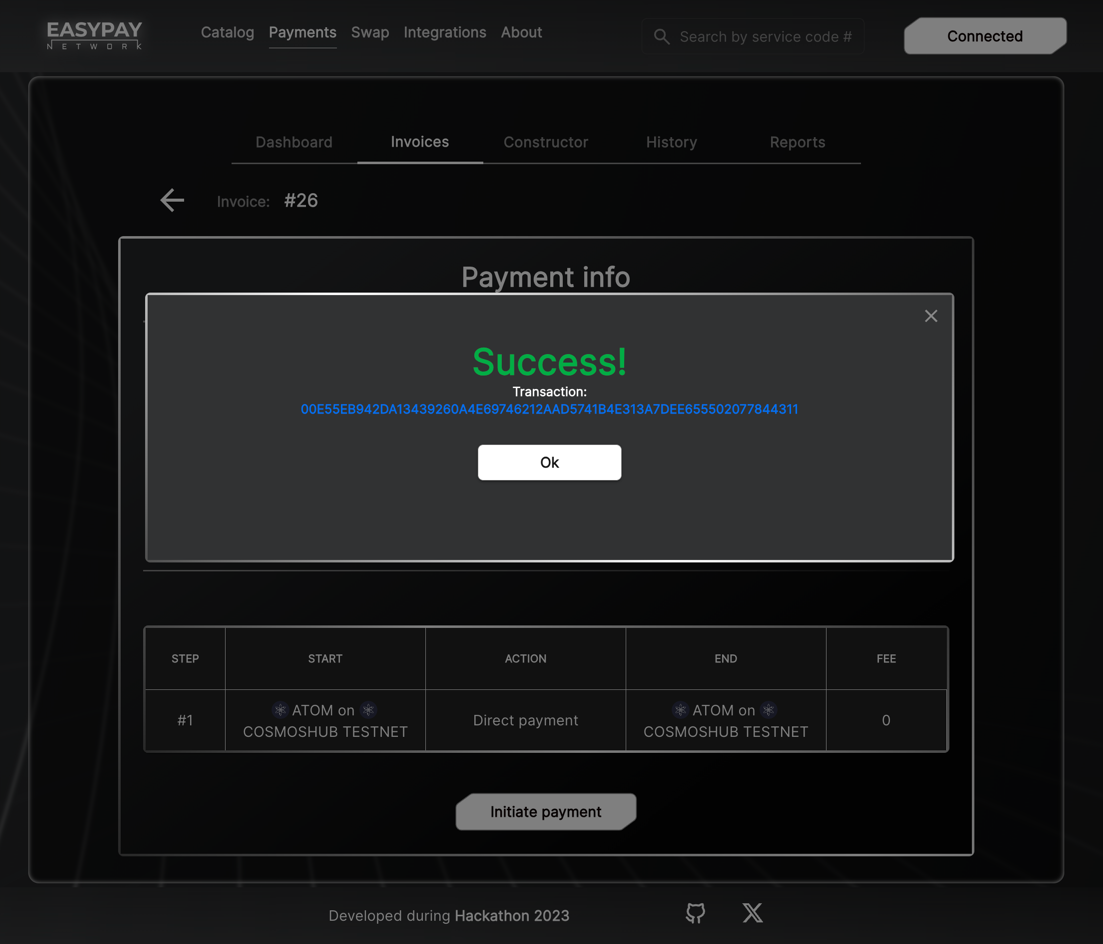 EASYPAY
NETWORK
Catalog Payments Swap Integrations About
Search by service code #
Connected
Dashboard Invoices Constructor History Reports
Invoice: #26
Payment info
Success!
Transaction:
00E55EB942DA13439260A4E69746212AAD5741B4E313A7DEE655502077844311
Ok
STEP START ACTION END FEE
#1 ATOM on COSMOSHUB TESTNET Direct payment ATOM on COSMOSHUB TESTNET 0
Initiate payment
Developed during Hackathon 2023